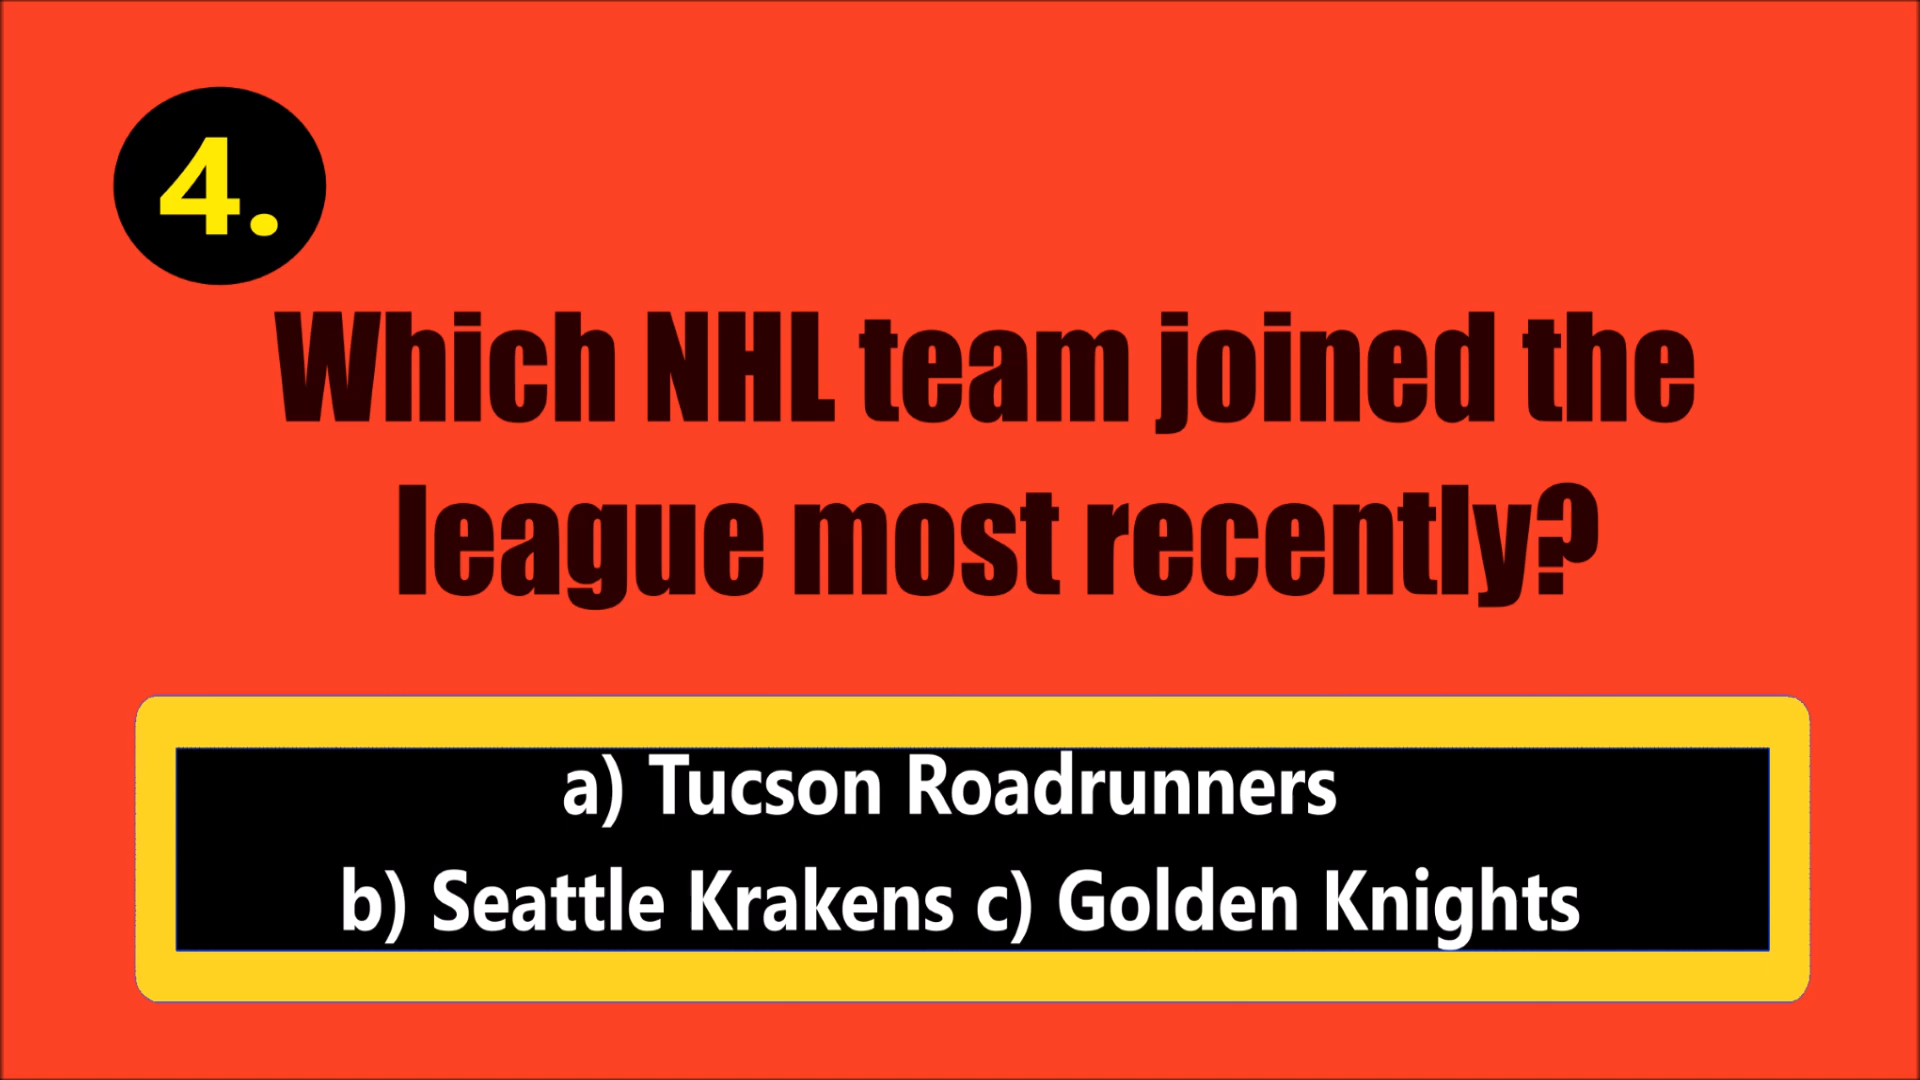 4.
Which NHL team joined the
league most recently?
a) Tucson Roadrunners
b) Seattle Krakens c) Golden Knights